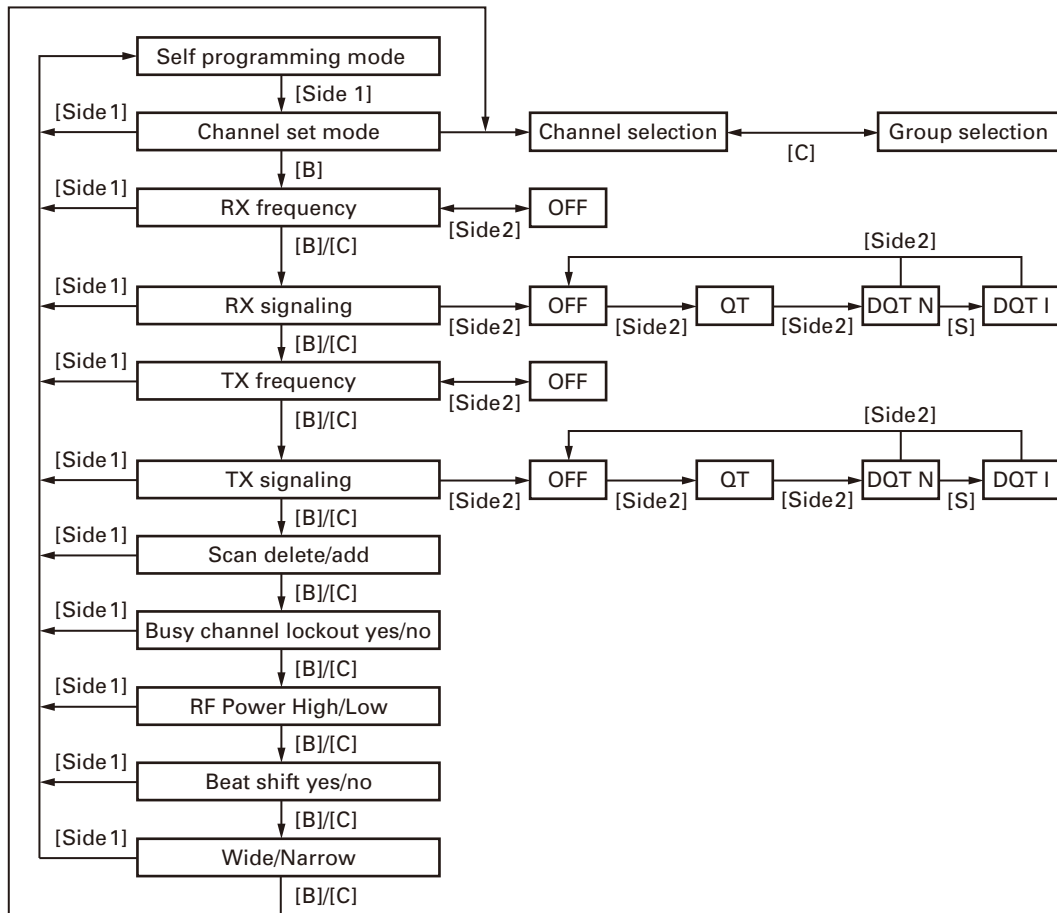 Self programming mode
[Side 1]
[Side1] Channel set mode Channel selection [C] Group selection
[B]
[Side1] RX frequency [Side2] OFF
[B]/[C]
[Side2]
[Side1] RX signaling [Side2] OFF [Side2] QT [Side2] DQT N [S] DQT I
[B]/[C]
[Side1] TX frequency [Side2] OFF
[B]/[C]
[Side2]
[Side1] TX signaling [Side2] OFF [Side2] QT [Side2] DQT N [S] DQT I
[B]/[C]
[Side1] Scan delete/add
[B]/[C]
[Side1] Busy channel lockout yes/no
[B]/[C]
[Side1] RF Power High/Low
[B]/[C]
[Side1] Beat shift yes/no
[B]/[C]
[Side1] Wide/Narrow
[B]/[C]